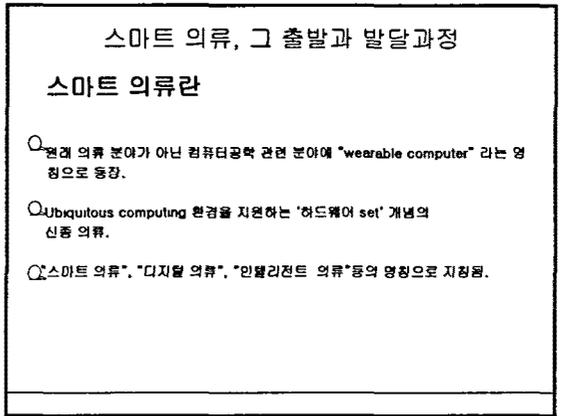 스마트 의류, 그 출발과 발달과정
스마트 의류란
원래 의류 분야가 아닌 컴퓨터공학 관련 분야에 "wearable computer" 라는 명
칭으로 등장.
Ubiquitous computing 환경을 지원하는 '하드웨어 set' 개념의
신종 의류.
"스마트 의류", "디지탈 의류", "인텔리전트 의류"등의 명칭으로 지칭됨.